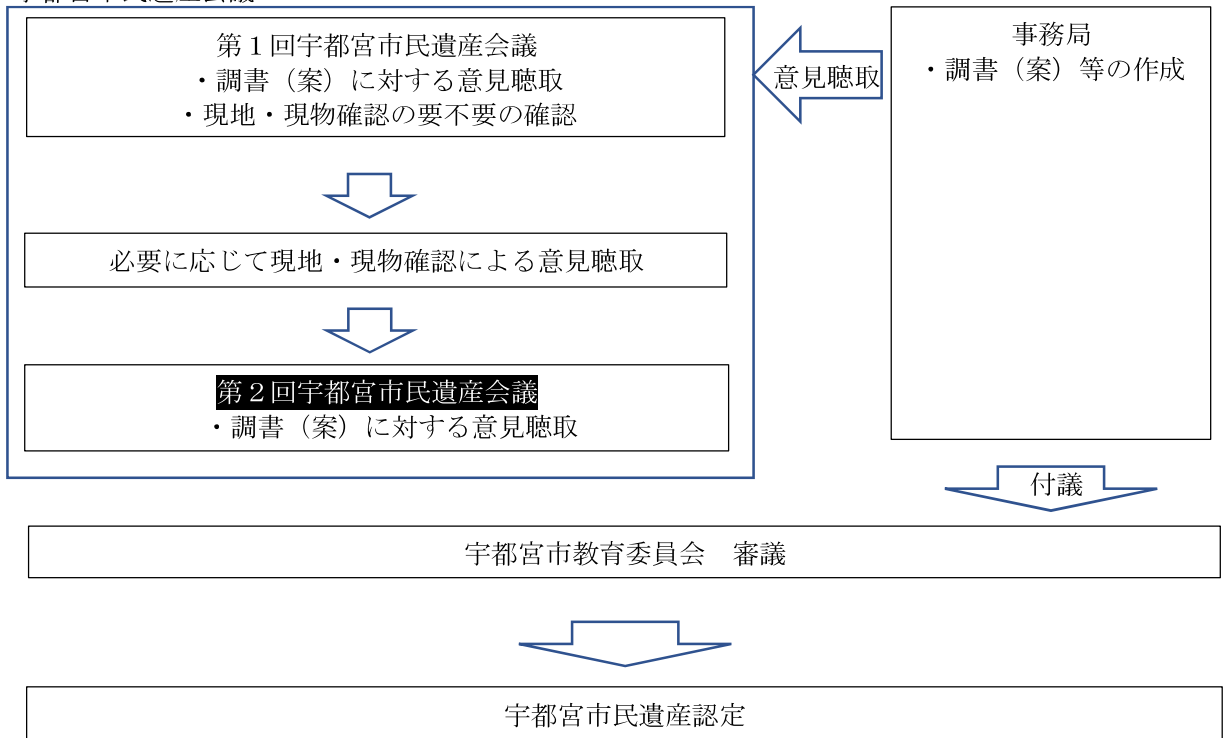 第１回宇都宮市民遺産会議
・調書（案）に対する意見聴取
・現地・現物確認の要不要の確認
意見聴取
事務局
・調書（案）等の作成
必要に応じて現地・現物確認による意見聴取
第２回宇都宮市民遺産会議
・調書（案）に対する意見聴取
付議
宇都宮市教育委員会　審議
宇都宮市民遺産認定